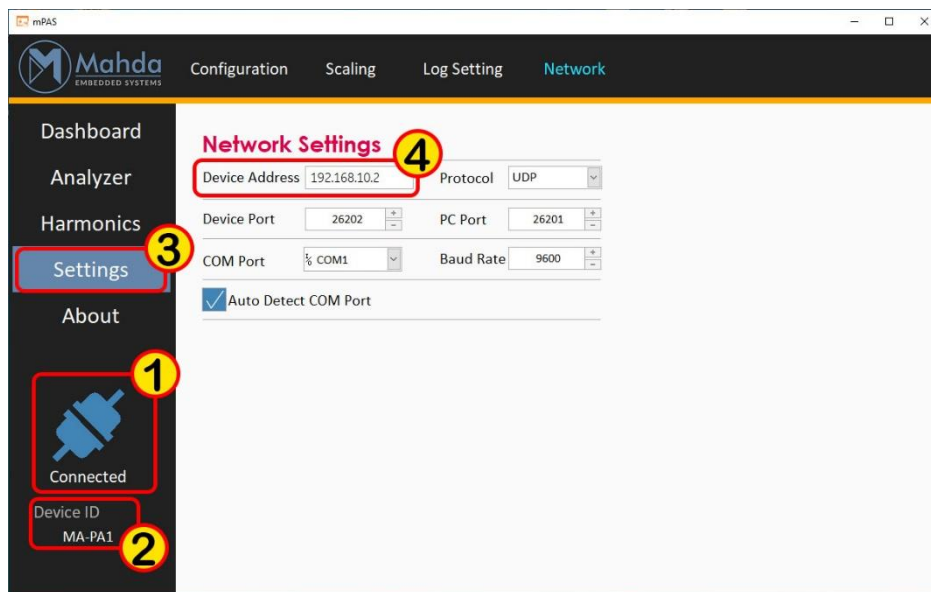 mPAS
Mahda
EMBEDDED SYSTEMS
Configuration Scaling Log Setting Network
Dashboard
Analyzer
Harmonics
Settings
About
3
1
Connected
Device ID
MA-PA1
2
Network Settings
4
Device Address 192.168.10.2 Protocol UDP
Device Port 26202 PC Port 26201
COM Port COM1 Baud Rate 9600
Auto Detect COM Port